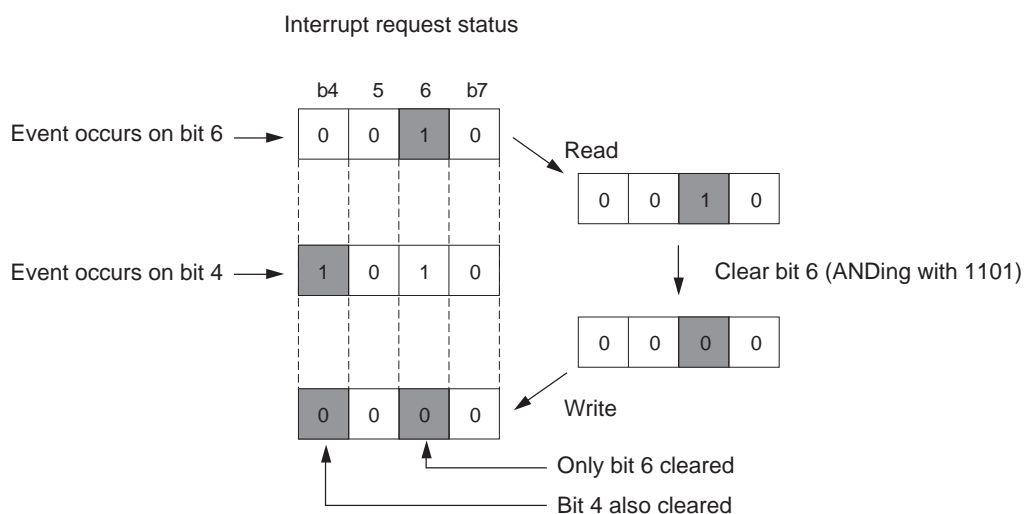 Interrupt request status
b4 5 6 b7
Event occurs on bit 6
0 0 1 0
Read
0 0 1 0
Event occurs on bit 4
1 0 1 0
Clear bit 6 (ANDing with 1101)
0 0 0 0
Write
0 0 0 0
Only bit 6 cleared
Bit 4 also cleared